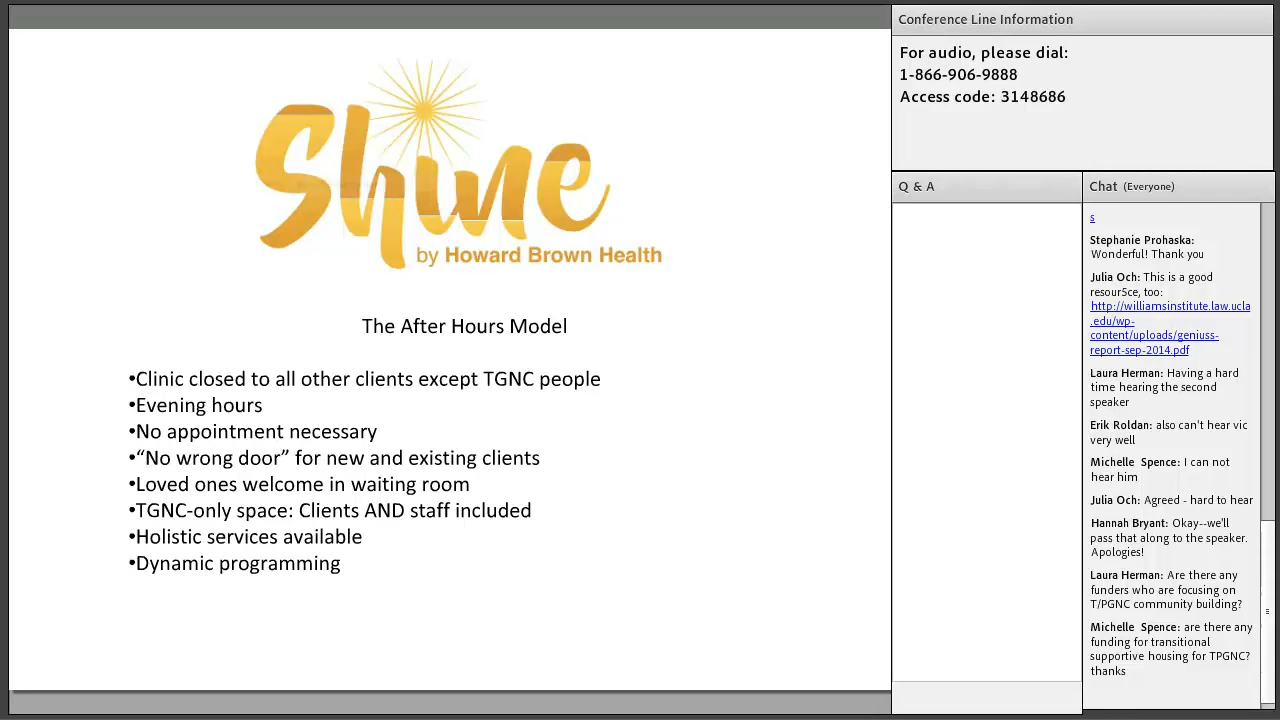 Shine
by Howard Brown Health
The After Hours Model
•Clinic closed to all other clients except TGNC people
•Evening hours
•No appointment necessary
•“No wrong door” for new and existing clients
•Loved ones welcome in waiting room
•TGNC-only space: Clients AND staff included
•Holistic services available
•Dynamic programming
Conference Line Information
For audio, please dial:
1-866-906-9888
Access code: 3148686
Q & A
Chat (Everyone)
s
Stephanie Prohaska:
Wonderful! Thank you
Julia Och: This is a good
resour5ce, too:
http://williamsinstitute.law.ucla
.edu/wp-
content/uploads/geniuss-
report-sep-2014.pdf
Laura Herman: Having a hard
time hearing the second
speaker
Erik Roldan: also can't hear vic
very well
Michelle Spence: I can not
hear him
Julia Och: Agreed - hard to hear
Hannah Bryant: Okay--we'll
pass that along to the speaker.
Apologies!
Laura Herman: Are there any
funders who are focusing on
T/PGNC community building?
Michelle Spence: are there any
funding for transitional
supportive housing for TPGNC?
thanks